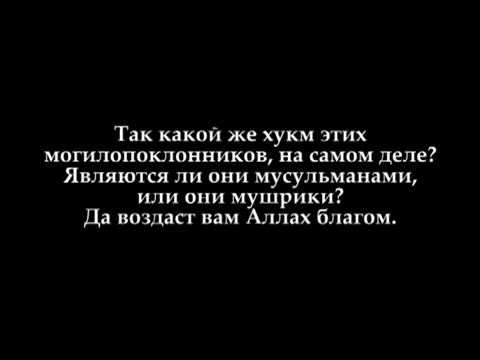 Так какой же хукм этих
могилопоклонников, на самом деле?
Являются ли они мусульманами,
или они мушрики?
Да воздаст вам Аллах благом.